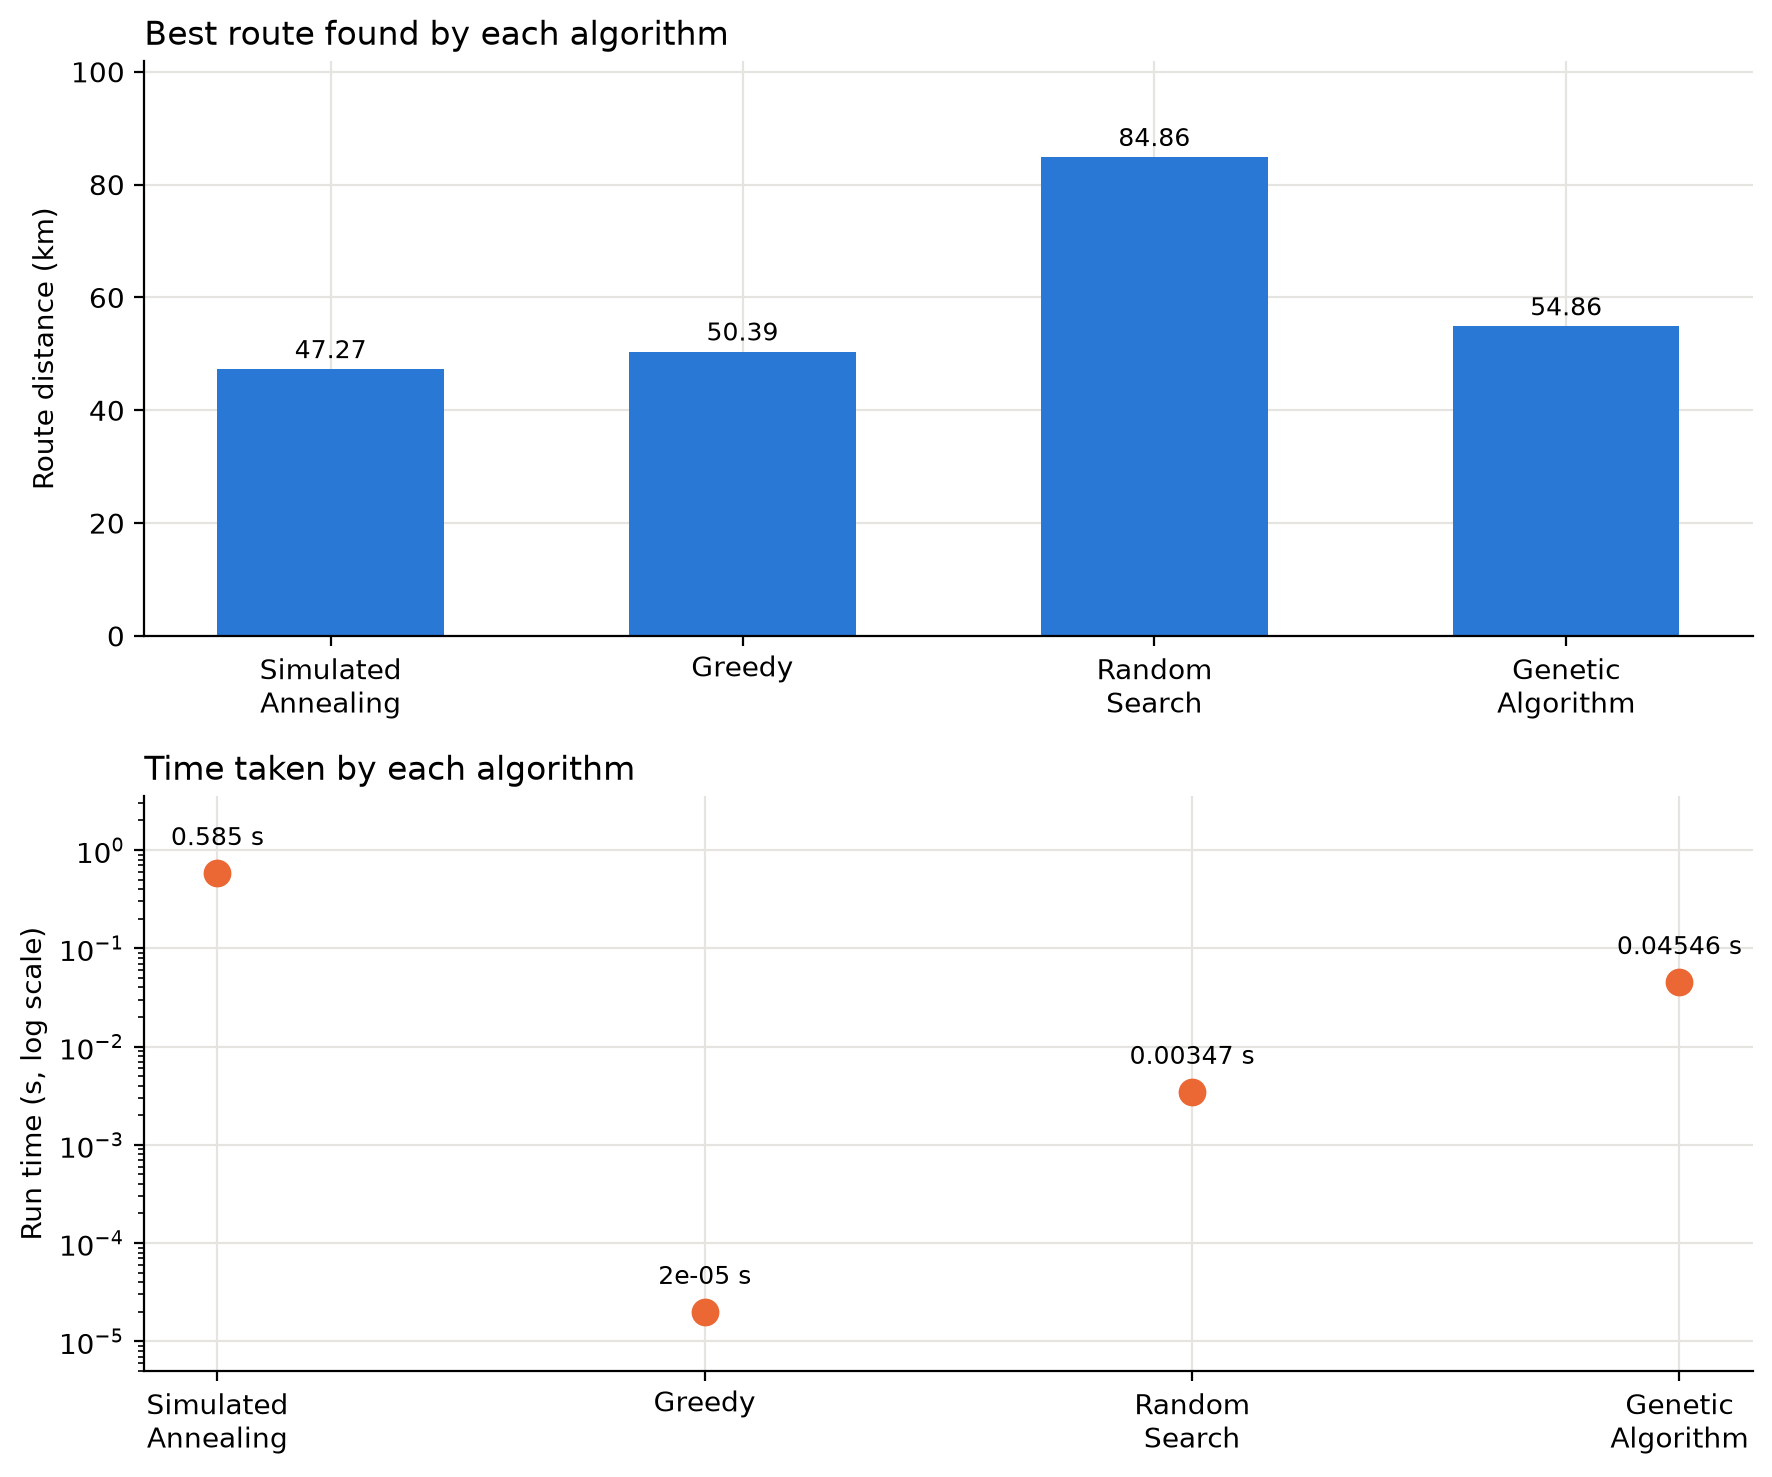 Best route found by each algorithm
Route distance (km)
100
80
60
40
20
0
47.27
50.39
84.86
54.86
Simulated
Annealing
Greedy
Random
Search
Genetic
Algorithm
Time taken by each algorithm
Run time (s, log scale)
10⁰
10⁻¹
10⁻²
10⁻³
10⁻⁴
10⁻⁵
0.585 s
2e-05 s
0.00347 s
0.04546 s
Simulated
Annealing
Greedy
Random
Search
Genetic
Algorithm